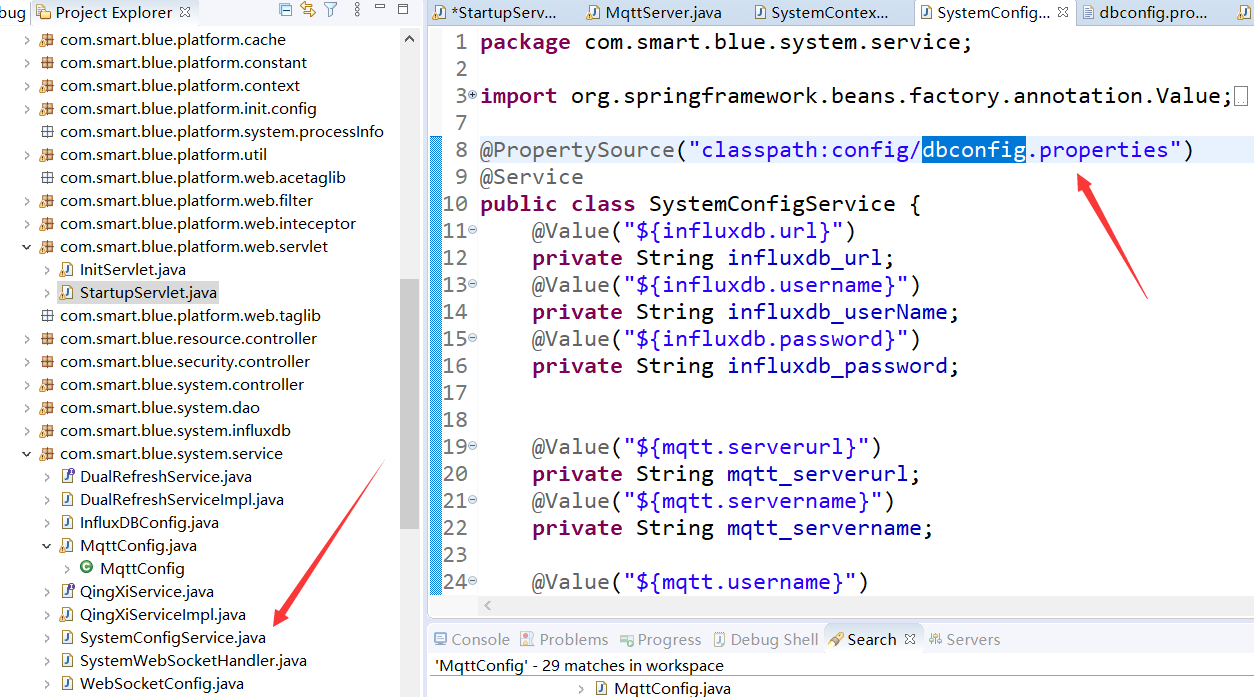 bug
Project Explorer
com.smart.blue.platform.cache
com.smart.blue.platform.constant
com.smart.blue.platform.context
com.smart.blue.platform.init.config
com.smart.blue.platform.system.processInfo
com.smart.blue.platform.util
com.smart.blue.platform.web.acetaglib
com.smart.blue.platform.web.filter
com.smart.blue.platform.web.inteceptor
com.smart.blue.platform.web.servlet
InitServlet.java
StartupServlet.java
com.smart.blue.platform.web.taglib
com.smart.blue.resource.controller
com.smart.blue.security.controller
com.smart.blue.system.controller
com.smart.blue.system.dao
com.smart.blue.system.influxdb
com.smart.blue.system.service
DualRefreshService.java
DualRefreshServiceImpl.java
InfluxDBConfig.java
MqttConfig.java
MqttConfig
QingXiService.java
QingXiServiceImpl.java
SystemConfigService.java
SystemWebSocketHandler.java
WebSocketConfig.java
*StartupServ... MqttServer.java SystemContex... SystemConfig... dbconfig.pro...
1 package com.smart.blue.system.service;
2
3 import org.springframework.beans.factory.annotation.Value;
7
8 @PropertySource("classpath:config/dbconfig.properties")
9 @Service
10 public class SystemConfigService {
11 @Value("${influxdb.url}")
12 private String influxdb_url;
13 @Value("${influxdb.username}")
14 private String influxdb_userName;
15 @Value("${influxdb.password}")
16 private String influxdb_password;
17
18
19 @Value("${mqtt.serverurl}")
20 private String mqtt_serverurl;
21 @Value("${mqtt.servername}")
22 private String mqtt_servername;
23
24 @Value("${mqtt.username}")
Console Problems Progress Debug Shell Search Servers
'MqttConfig' - 29 matches in workspace
MqttConfig.java